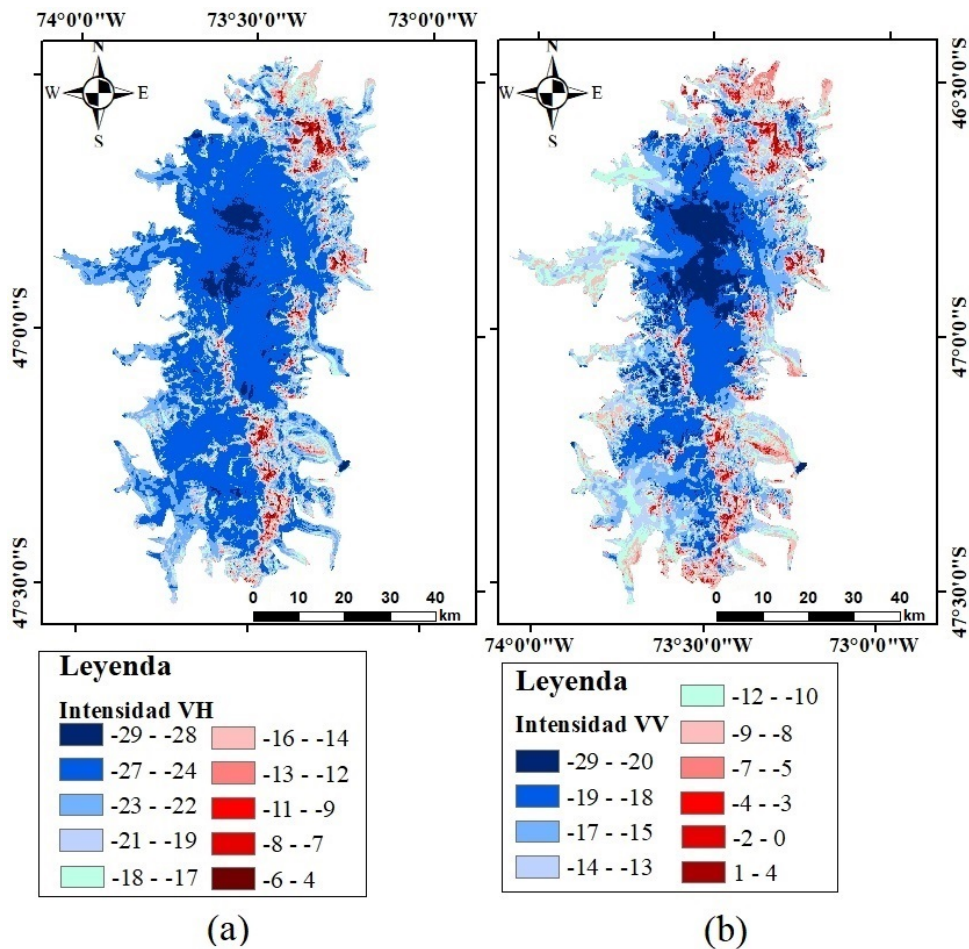 74°0'0"W 73°30'0"W 73°0'0"W
N
W E
S
47°0'0"S
47°30'0"S
0 10 20 30 40
km
Leyenda
Intensidad VH
-29 - -28
-27 - -24
-23 - -22
-21 - -19
-18 - -17
-16 - -14
-13 - -12
-11 - -9
-8 - -7
-6 - 4
(a)
N
W E
S
46°30'0"S
47°0'0"S
47°30'0"S
0 10 20 30 40
km
74°0'0"W 73°30'0"W 73°0'0"W
Leyenda
Intensidad VV
-29 - -20
-19 - -18
-17 - -15
-14 - -13
-12 - -10
-9 - -8
-7 - -5
-4 - -3
-2 - 0
1 - 4
(b)